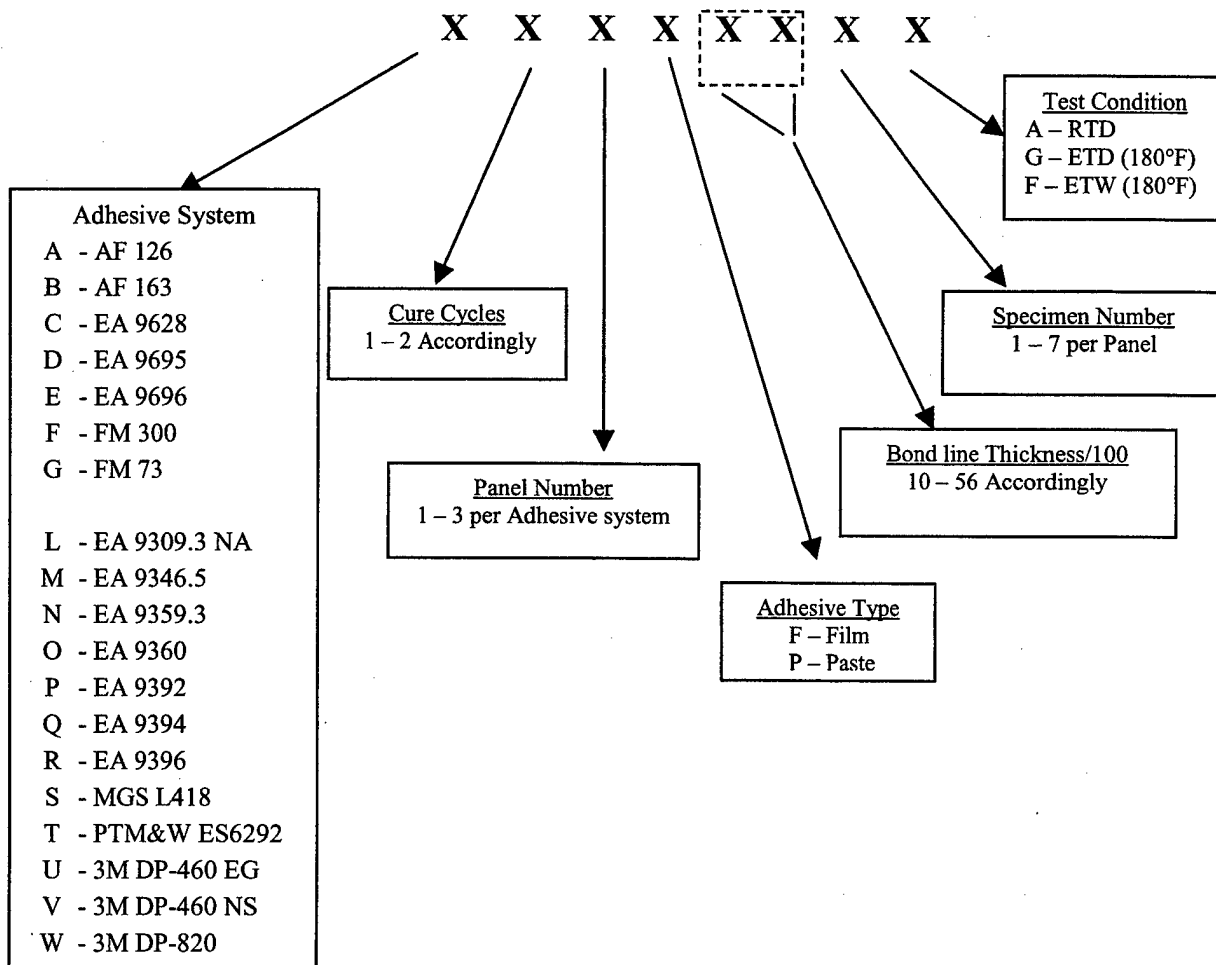 X X X X X X X X
Test Condition
A – RTD
G – ETD (180°F)
F – ETW (180°F)
Adhesive System
A - AF 126
B - AF 163
C - EA 9628
D - EA 9695
E - EA 9696
F - FM 300
G - FM 73
L - EA 9309.3 NA
M - EA 9346.5
N - EA 9359.3
O - EA 9360
P - EA 9392
Q - EA 9394
R - EA 9396
S - MGS L418
T - PTM&W ES6292
U - 3M DP-460 EG
V - 3M DP-460 NS
W - 3M DP-820
Cure Cycles
1 – 2 Accordingly
Panel Number
1 – 3 per Adhesive system
Adhesive Type
F – Film
P – Paste
Bond line Thickness/100
10 – 56 Accordingly
Specimen Number
1 – 7 per Panel